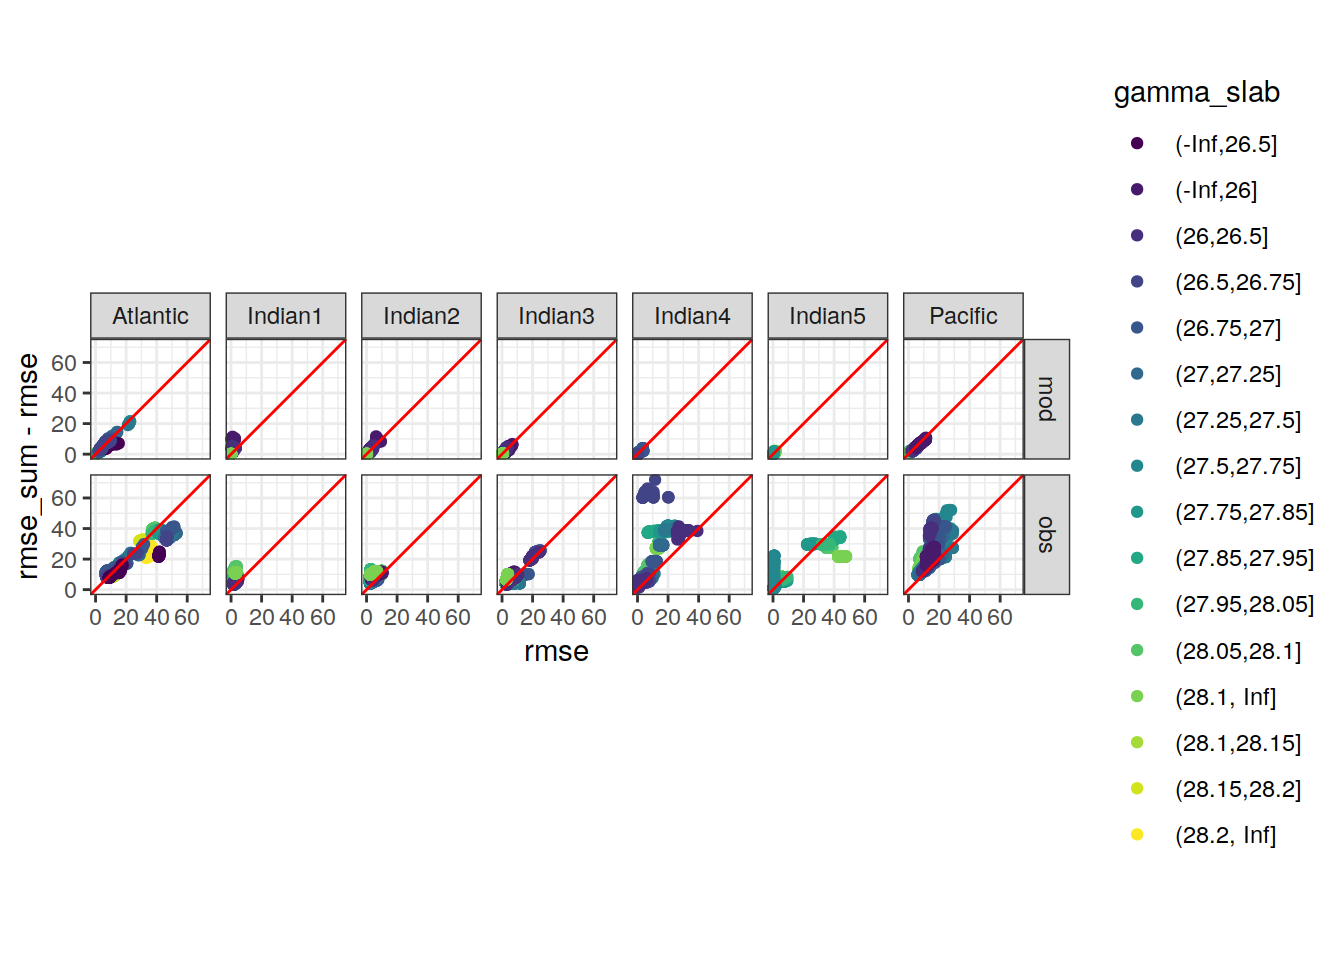 gamma_slab
(-Inf,26.5]
(-Inf,26]
(26,26.5]
(26.5,26.75]
(26.75,27]
(27,27.25]
(27.25,27.5]
(27.5,27.75]
(27.75,27.85]
(27.85,27.95]
(27.95,28.05]
(28.05,28.1]
(28.1, Inf]
(28.1,28.15]
(28.15,28.2]
(28.2, Inf]
Atlantic Indian1 Indian2 Indian3 Indian4 Indian5 Pacific
mod
obs
rmse_sum - rmse
60
40
20
0
60
40
20
0
0 20 40 60 0 20 40 60 0 20 40 60 0 20 40 60 0 20 40 60 0 20 40 60 0 20 40 60
rmse